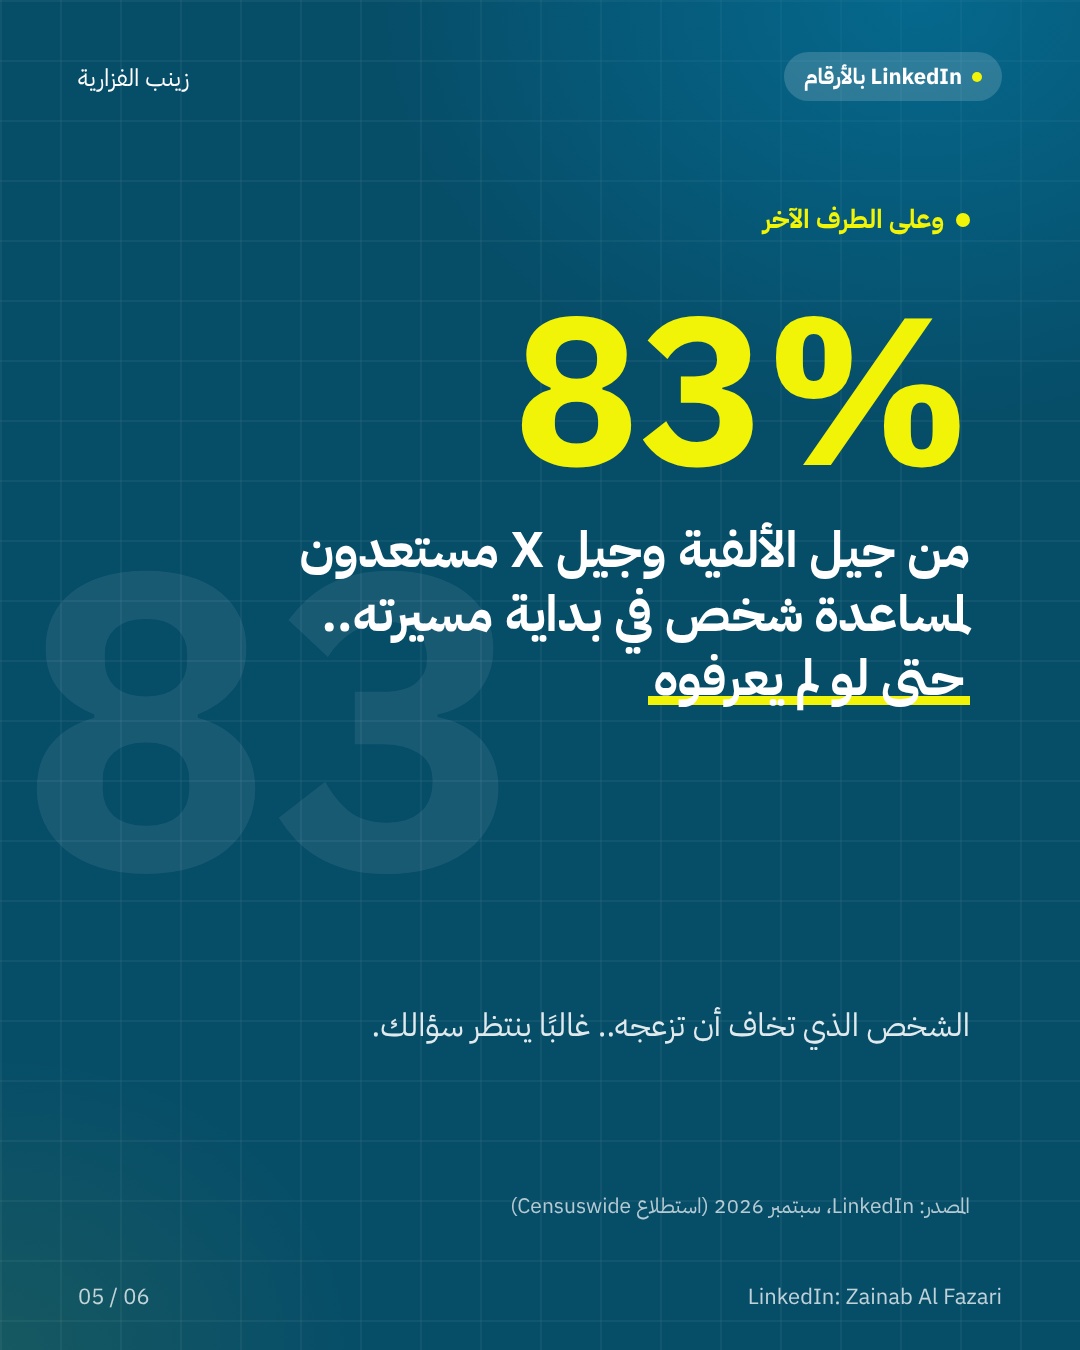 LinkedIn بالأرقام
زينب الفزارية
وعلى الطرف الآخر
83%
من جيل الألفية وجيل X مستعدون
لمساعدة شخص في بداية مسيرته..
حتى لو لم يعرفوه
83
الشخص الذي تخاف أن تزعجه.. غالبًا ينتظر سؤالك.
المصدر: LinkedIn، سبتمبر 2026 (استطلاع Censuswide)
LinkedIn: Zainab Al Fazari
05 / 06